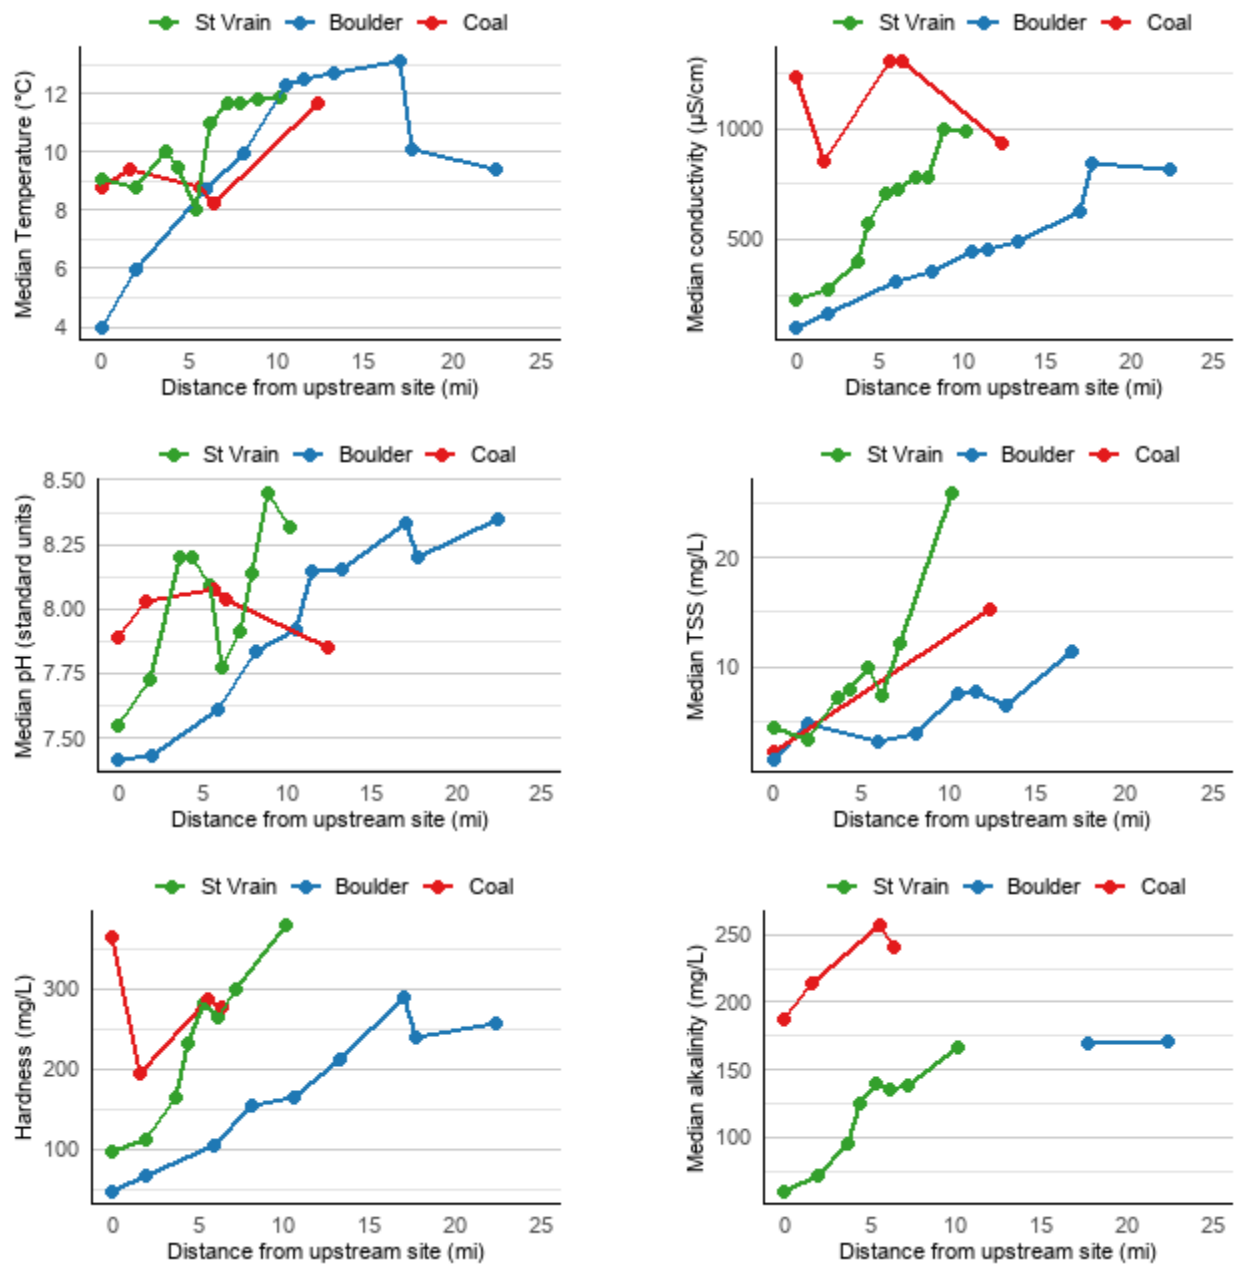 St Vrain Boulder Coal
Median Temperature (°C)
12
10
8
6
4
0 5 10 15 20 25
Distance from upstream site (mi)
St Vrain Boulder Coal
Median conductivity (µS/cm)
1000
500
0 5 10 15 20 25
Distance from upstream site (mi)
St Vrain Boulder Coal
Median pH (standard units)
8.50
8.25
8.00
7.75
7.50
0 5 10 15 20 25
Distance from upstream site (mi)
St Vrain Boulder Coal
Median TSS (mg/L)
20
10
0 5 10 15 20 25
Distance from upstream site (mi)
St Vrain Boulder Coal
Hardness (mg/L)
300
200
100
0 5 10 15 20 25
Distance from upstream site (mi)
St Vrain Boulder Coal
Median alkalinity (mg/L)
250
200
150
100
0 5 10 15 20 25
Distance from upstream site (mi)